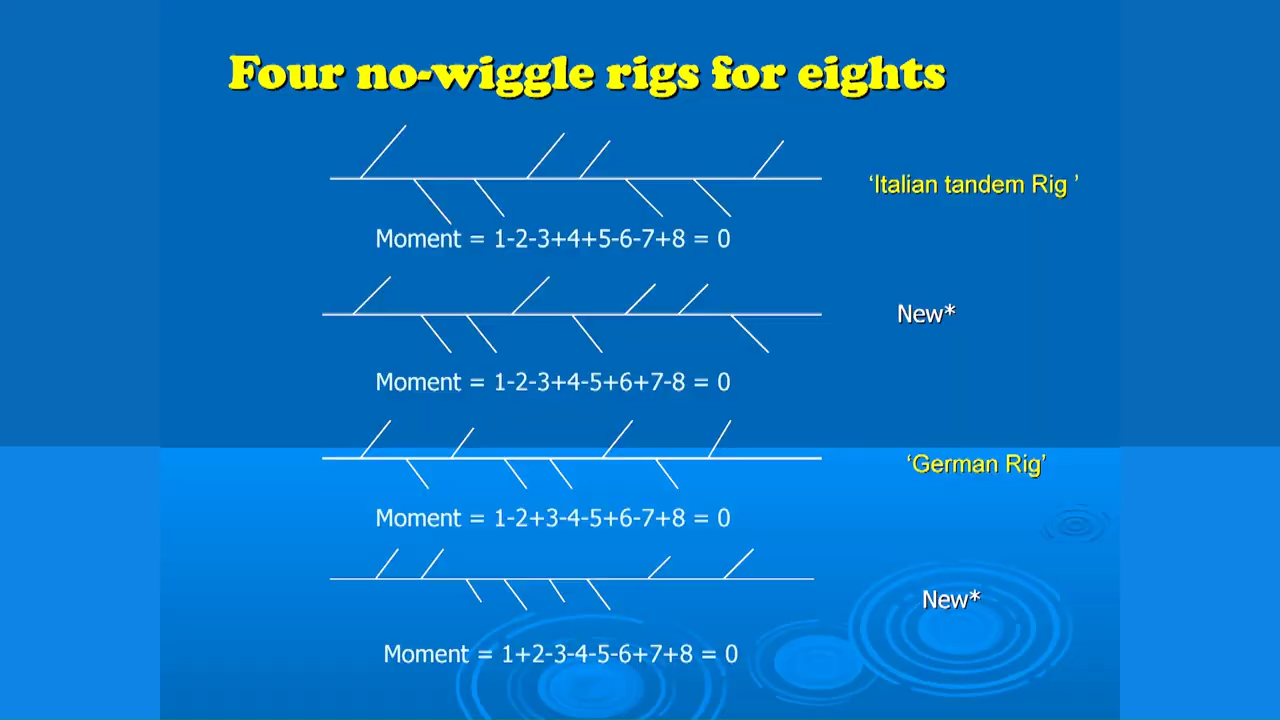 Four no-wiggle rigs for eights
‘Italian tandem Rig ’
Moment = 1-2-3+4+5-6-7+8 = 0
New*
Moment = 1-2-3+4-5+6+7-8 = 0
‘German Rig’
Moment = 1-2+3-4-5+6-7+8 = 0
New*
Moment = 1+2-3-4-5-6+7+8 = 0